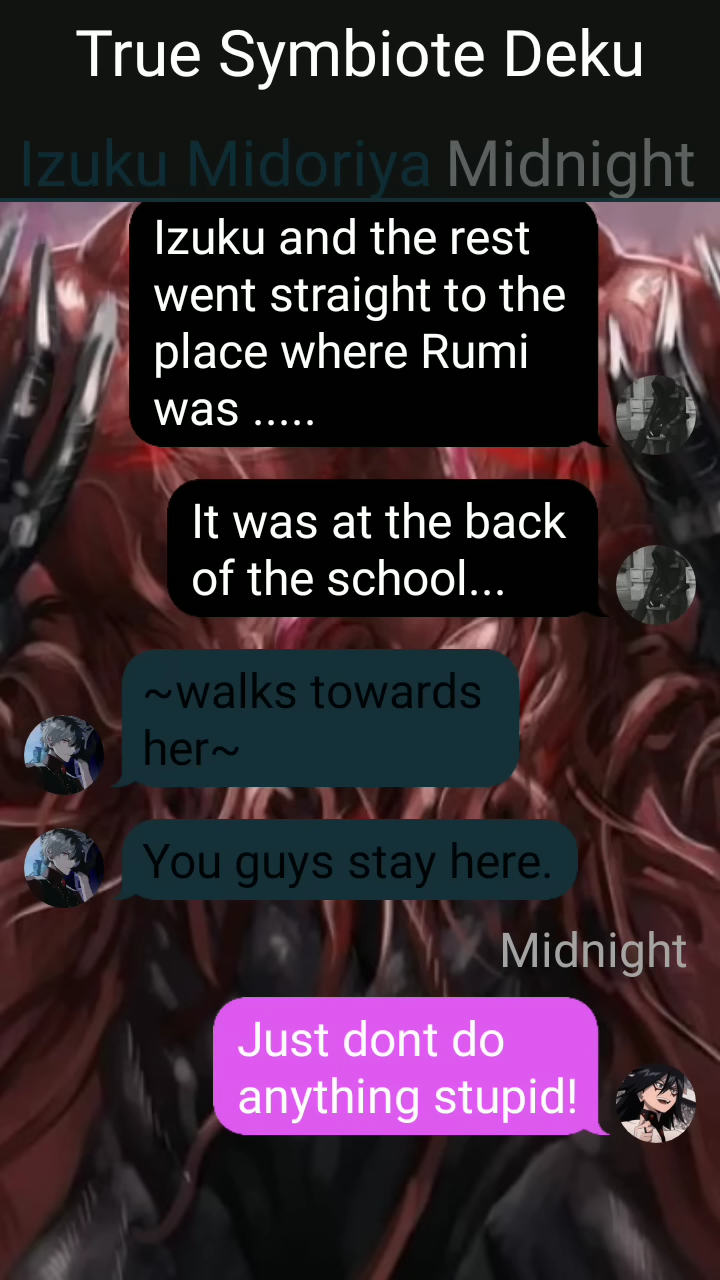 True Symbiote Deku
Izuku Midoriya Midnight
Izuku and the rest
went straight to the
place where Rumi
was .....
It was at the back
of the school...
~walks towards
her~
You guys stay here.
Midnight
Just dont do
anything stupid!